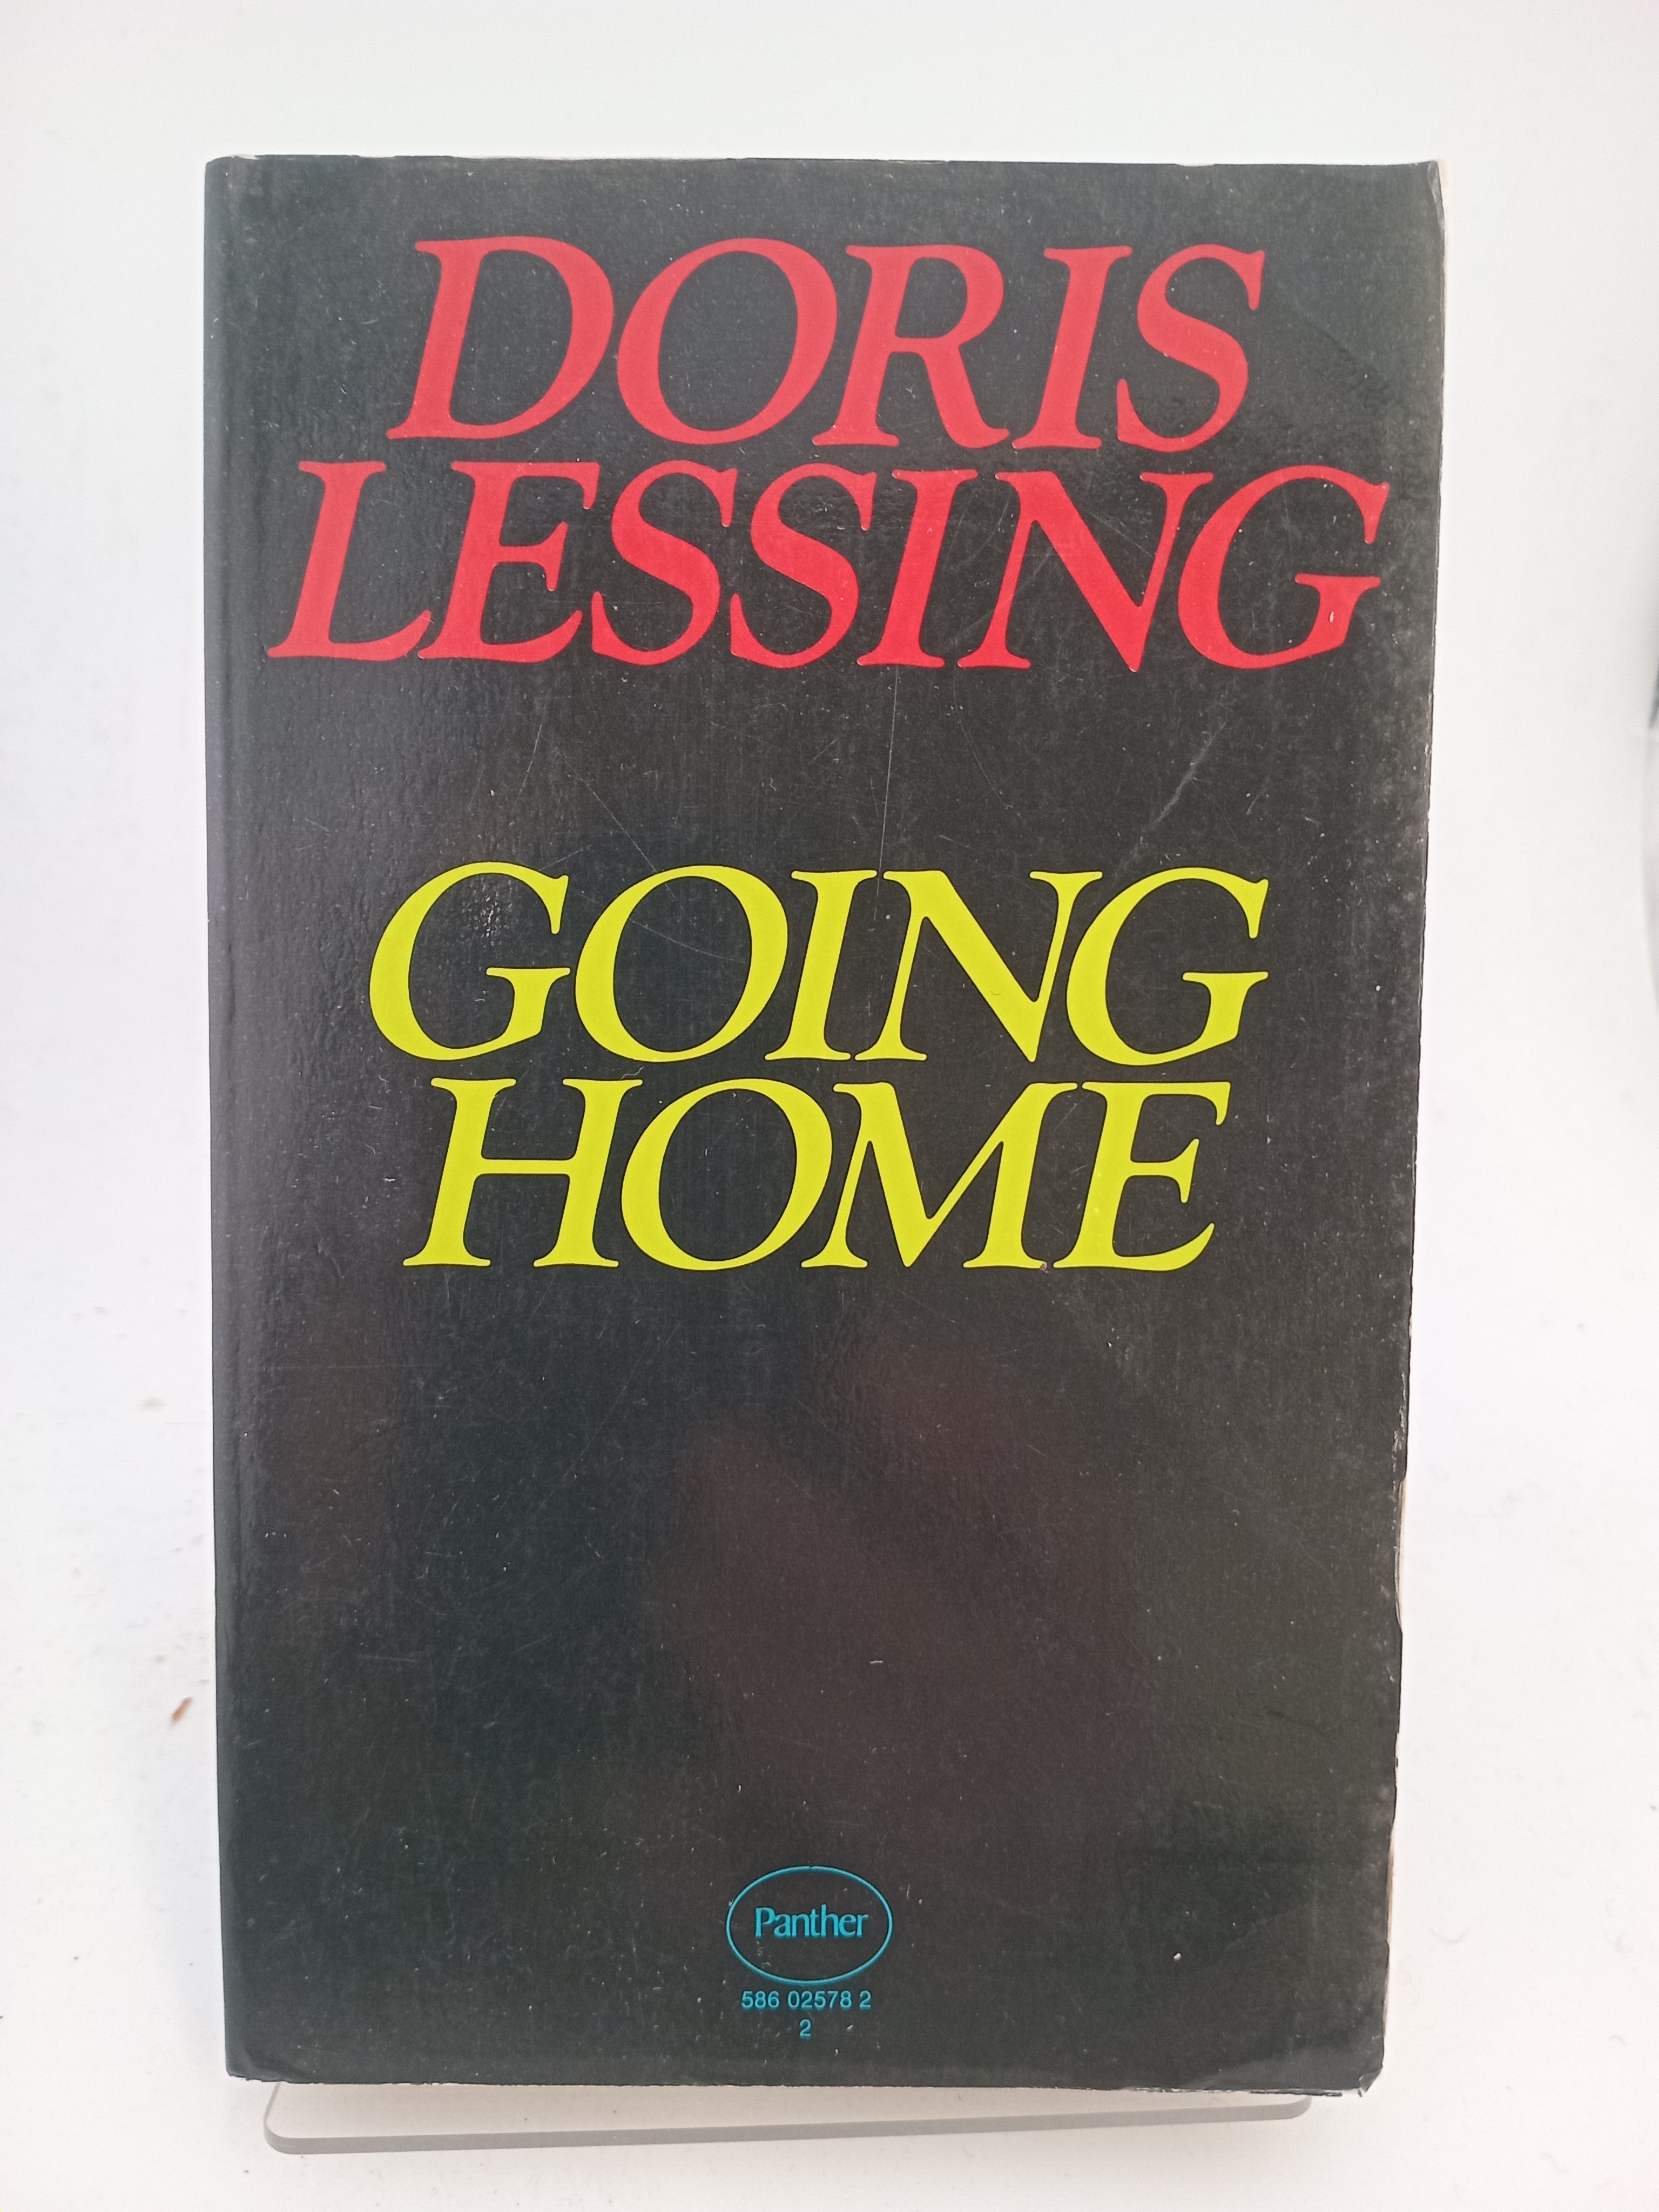 DORIS
LESSING
GOING
HOME
Panther
586 02578 2
2